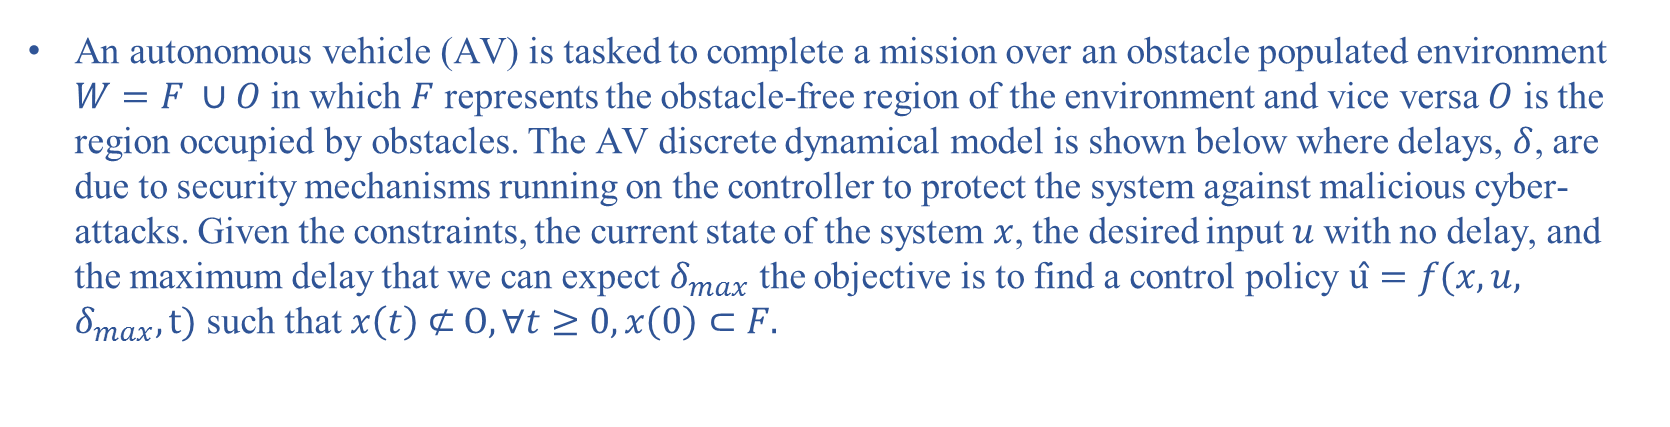 • An autonomous vehicle (AV) is tasked to complete a mission over an obstacle populated environment
W = F ∪ O in which F represents the obstacle-free region of the environment and vice versa O is the
region occupied by obstacles. The AV discrete dynamical model is shown below where delays, δ, are
due to security mechanisms running on the controller to protect the system against malicious cyber-
attacks. Given the constraints, the current state of the system x, the desired input u with no delay, and
the maximum delay that we can expect δ_max the objective is to find a control policy û = f(x, u,
δ_max, t) such that x(t) ⊄ O, ∀t ≥ 0, x(0) ⊂ F.